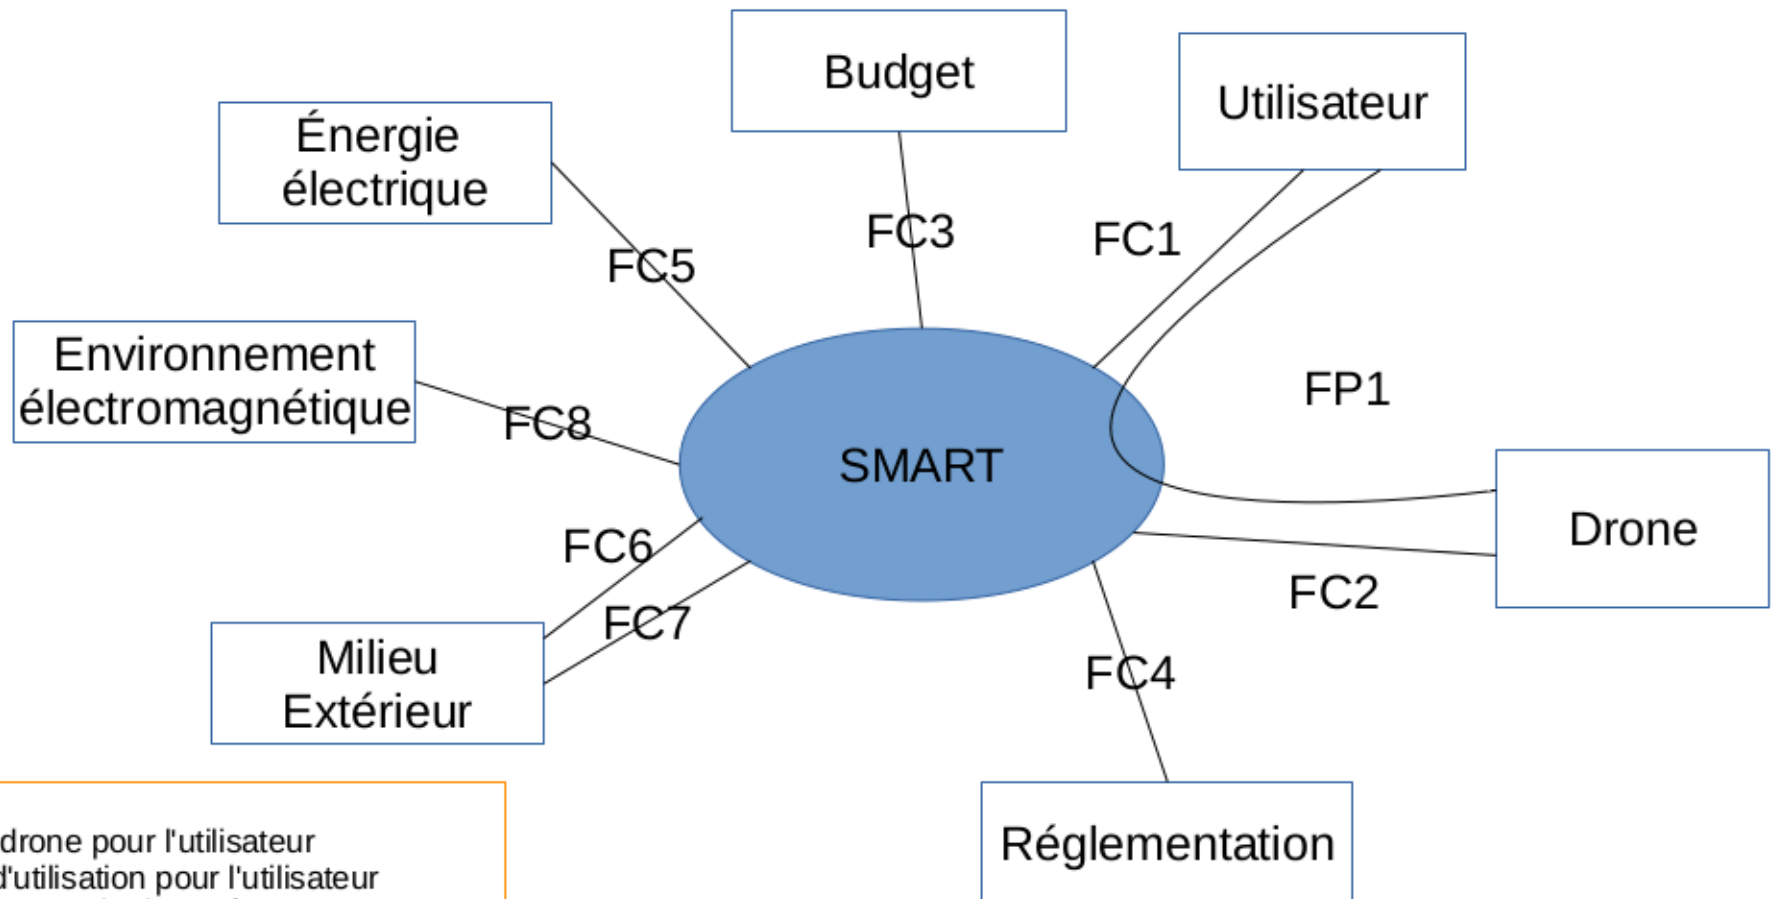 Budget
Utilisateur
Énergie
électrique
FC3
FC1
FC5
Environnement
électromagnétique
FP1
FC8
SMART
Drone
FC6
FC2
FC7
Milieu
Extérieur
FC4
drone pour l'utilisateur
d'utilisation pour l'utilisateur
Réglementation